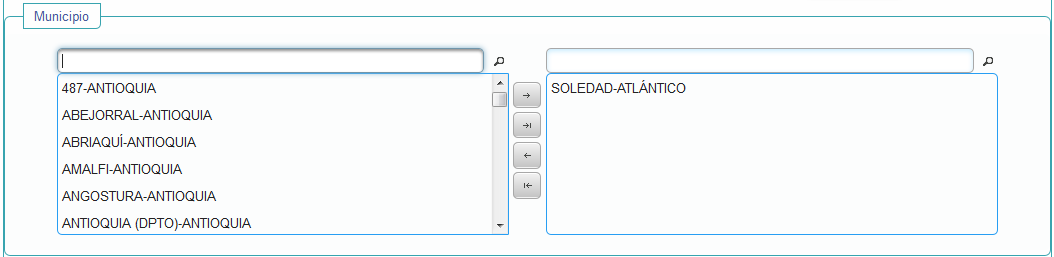 Municipio
487-ANTIOQUIA
ABEJORRAL-ANTIOQUIA
ABRIAQUÍ-ANTIOQUIA
AMALFI-ANTIOQUIA
ANGOSTURA-ANTIOQUIA
ANTIOQUIA (DPTO)-ANTIOQUIA
SOLEDAD-ATLÁNTICO